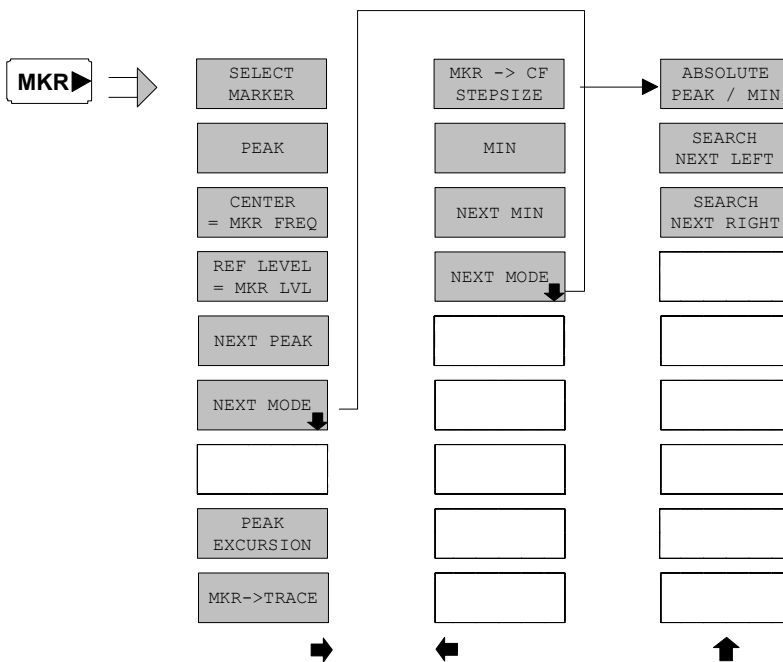 MKR
SELECT
MARKER
PEAK
CENTER
= MKR FREQ
REF LEVEL
= MKR LVL
NEXT PEAK
NEXT MODE
PEAK
EXCURSION
MKR->TRACE
MKR -> CF
STEPSIZE
MIN
NEXT MIN
NEXT MODE
ABSOLUTE
PEAK / MIN
SEARCH
NEXT LEFT
SEARCH
NEXT RIGHT